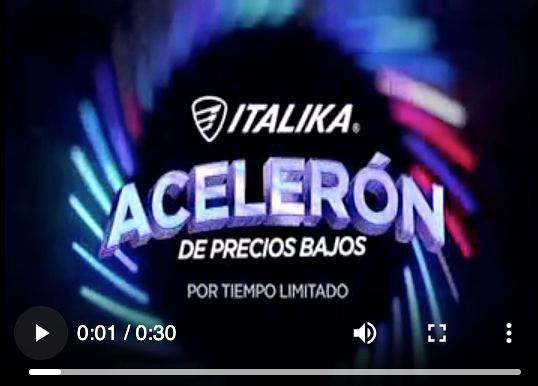 ITALIKA®
ACELERÓN
DE PRECIOS BAJOS
POR TIEMPO LIMITADO
0:01 / 0:30